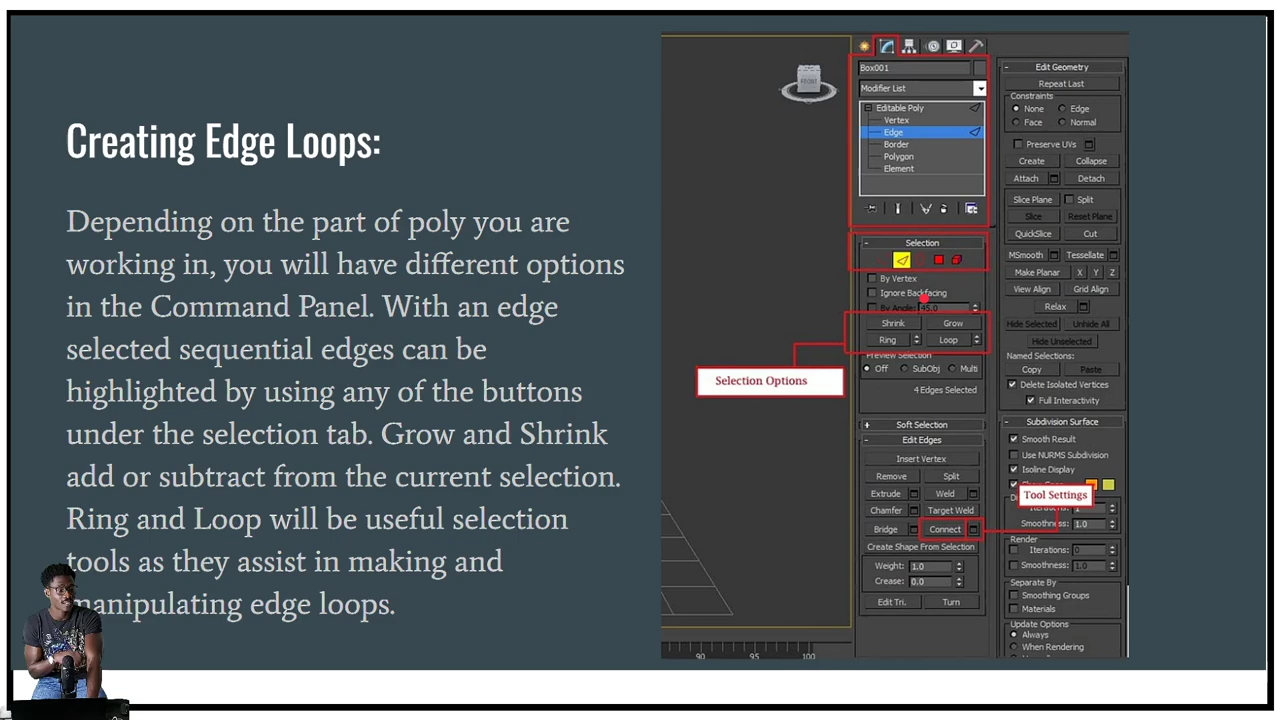 Creating Edge Loops:
Depending on the part of poly you are
working in, you will have different options
in the Command Panel. With an edge
selected sequential edges can be
highlighted by using any of the buttons
under the selection tab. Grow and Shrink
add or subtract from the current selection.
Ring and Loop will be useful selection
tools as they assist in making and
manipulating edge loops.
FRONT
90 95 100
Selection Options
Box001
Modifier List
Editable Poly
Vertex
Edge
Border
Polygon
Element
- Selection
By Vertex
Ignore Backfacing
By Angle: 45.0
Shrink Grow
Ring Loop
Preview Selection
Off SubObj Multi
4 Edges Selected
+ Soft Selection
- Edit Edges
Insert Vertex
Remove Split
Extrude Weld
Chamfer Target Weld
Bridge Connect
Create Shape From Selection
Weight: 1.0
Crease: 0.0
Edit Tri. Turn
- Edit Geometry
Repeat Last
Constraints
None Edge
Face Normal
Preserve UVs
Create Collapse
Attach Detach
Slice Plane Split
Slice Reset Plane
QuickSlice Cut
MSmooth Tessellate
Make Planar X Y Z
View Align Grid Align
Relax
Hide Selected Unhide All
Hide Unselected
Named Selections:
Copy Paste
Delete Isolated Vertices
Full Interactivity
- Subdivision Surface
Smooth Result
Use NURMS Subdivision
Isoline Display
Tool Settings
Iterations: 1
Smoothness: 1.0
Render
Iterations: 0
Smoothness: 1.0
Separate By
Smoothing Groups
Materials
Update Options
Always
When Rendering